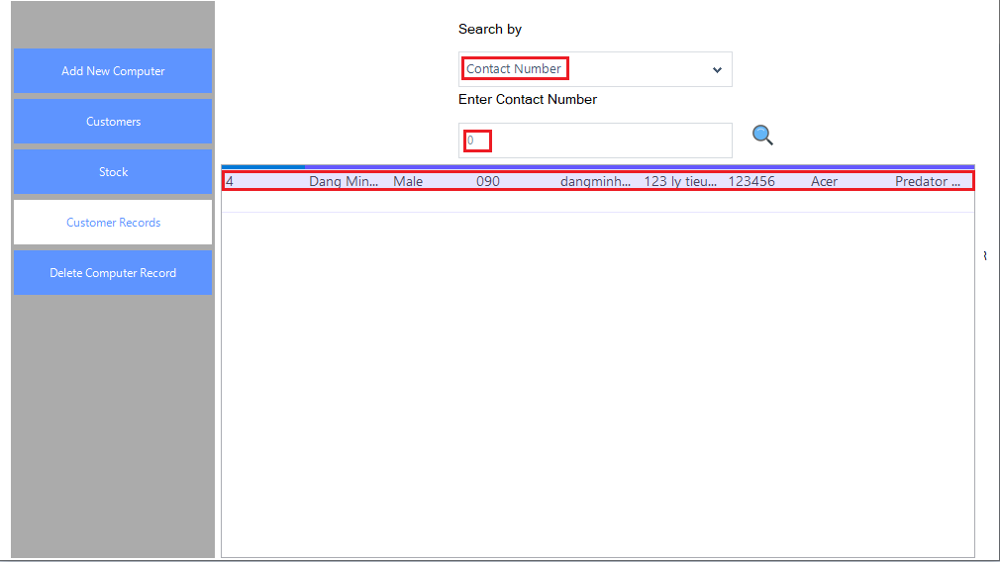 Search by
Contact Number
Enter Contact Number
0
Add New Computer
Customers
Stock
Customer Records
Delete Computer Record
4 Dang Min... Male 090 dangminh... 123 ly tieu... 123456 Acer Predator ...